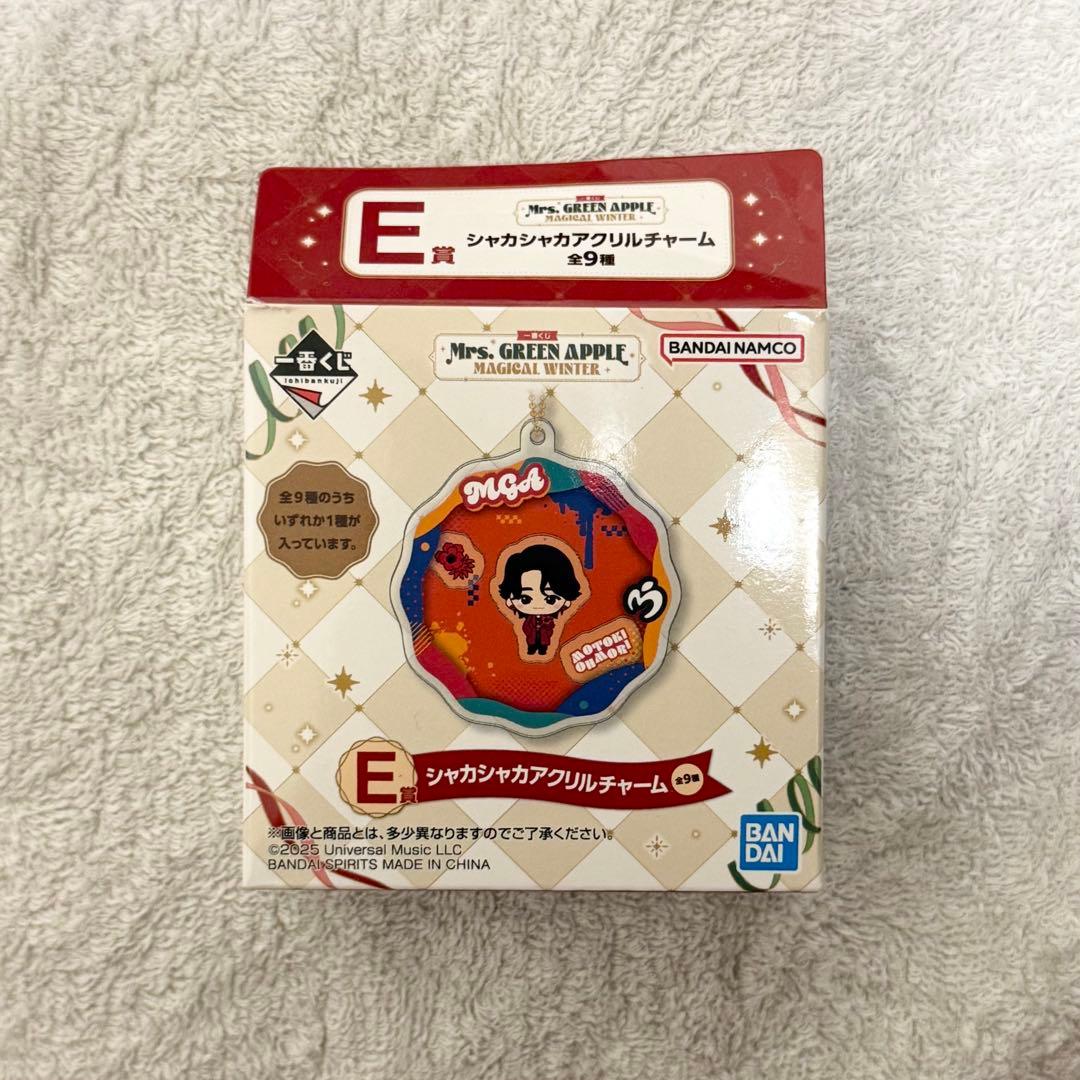 E賞
一番くじ
Mrs. GREEN APPLE
MAGICAL WINTER
シャカシャカアクリルチャーム
全9種
一番くじ
Ichibankuji
一番くじ
Mrs. GREEN APPLE
MAGICAL WINTER
BANDAI NAMCO
全9種のうち
いずれか1種が
入っています。
MGA
MOTOKI
OHMORI
E賞
シャカシャカアクリルチャーム
全9種
※画像と商品とは、多少異なりますのでご了承ください。
©2025 Universal Music LLC
BANDAI SPIRITS MADE IN CHINA
BAN
DAI